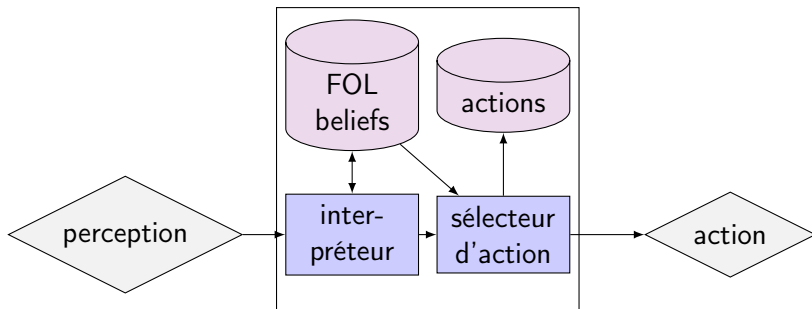 FOL
beliefs
actions
perception
inter-
préteur
sélecteur
d'action
action